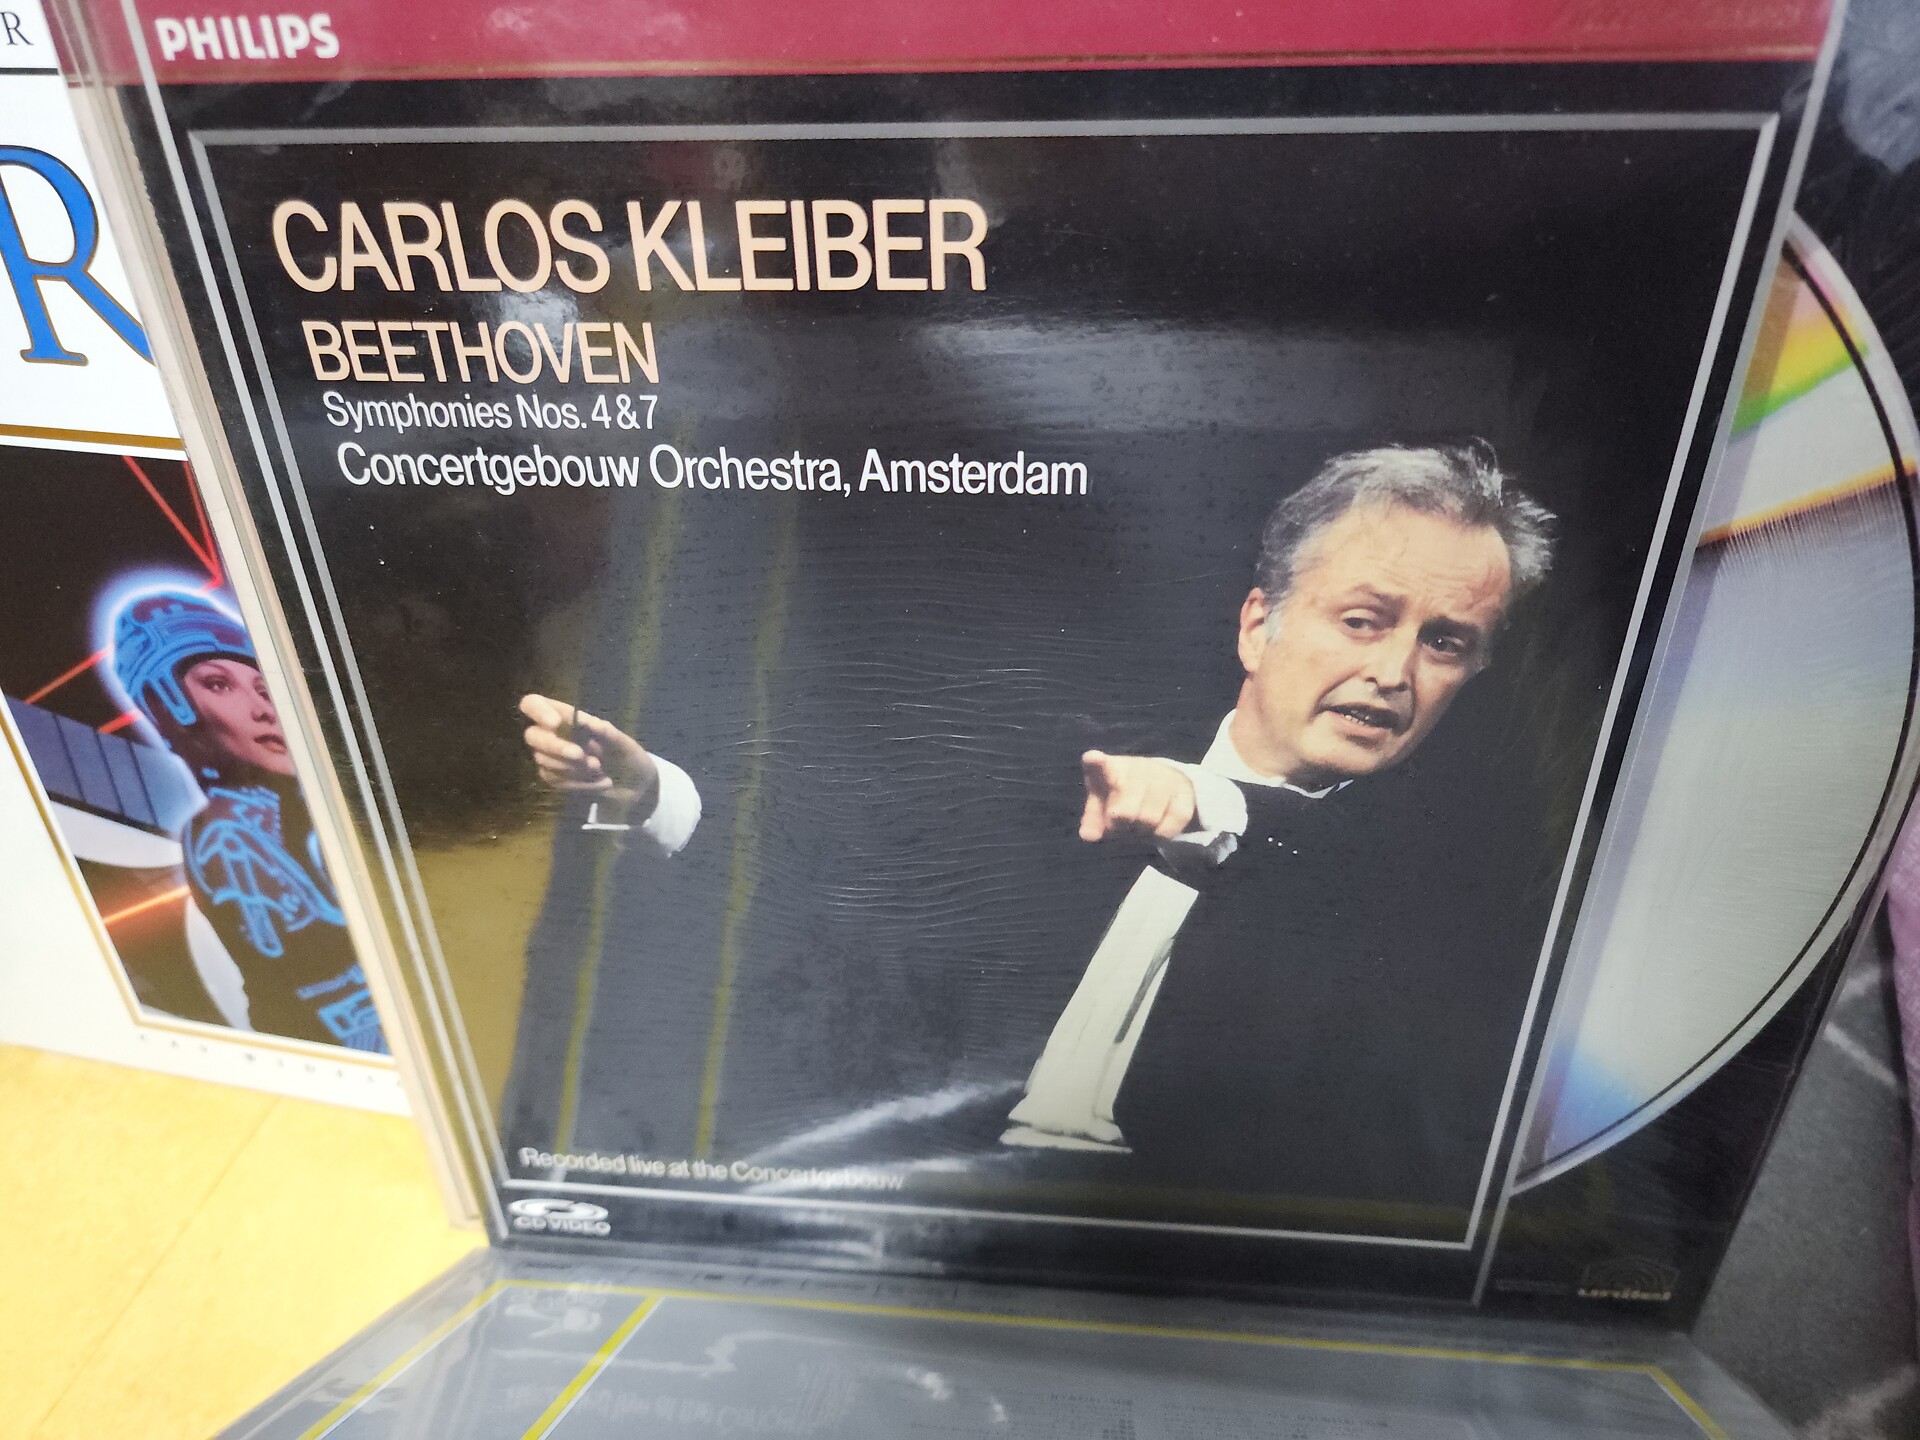 PHILIPS
R
R
CARLOS KLEIBER
BEETHOVEN
Symphonies Nos. 4 & 7
Concertgebouw Orchestra, Amsterdam
Recorded live at the Concertgebouw
CD VIDEO